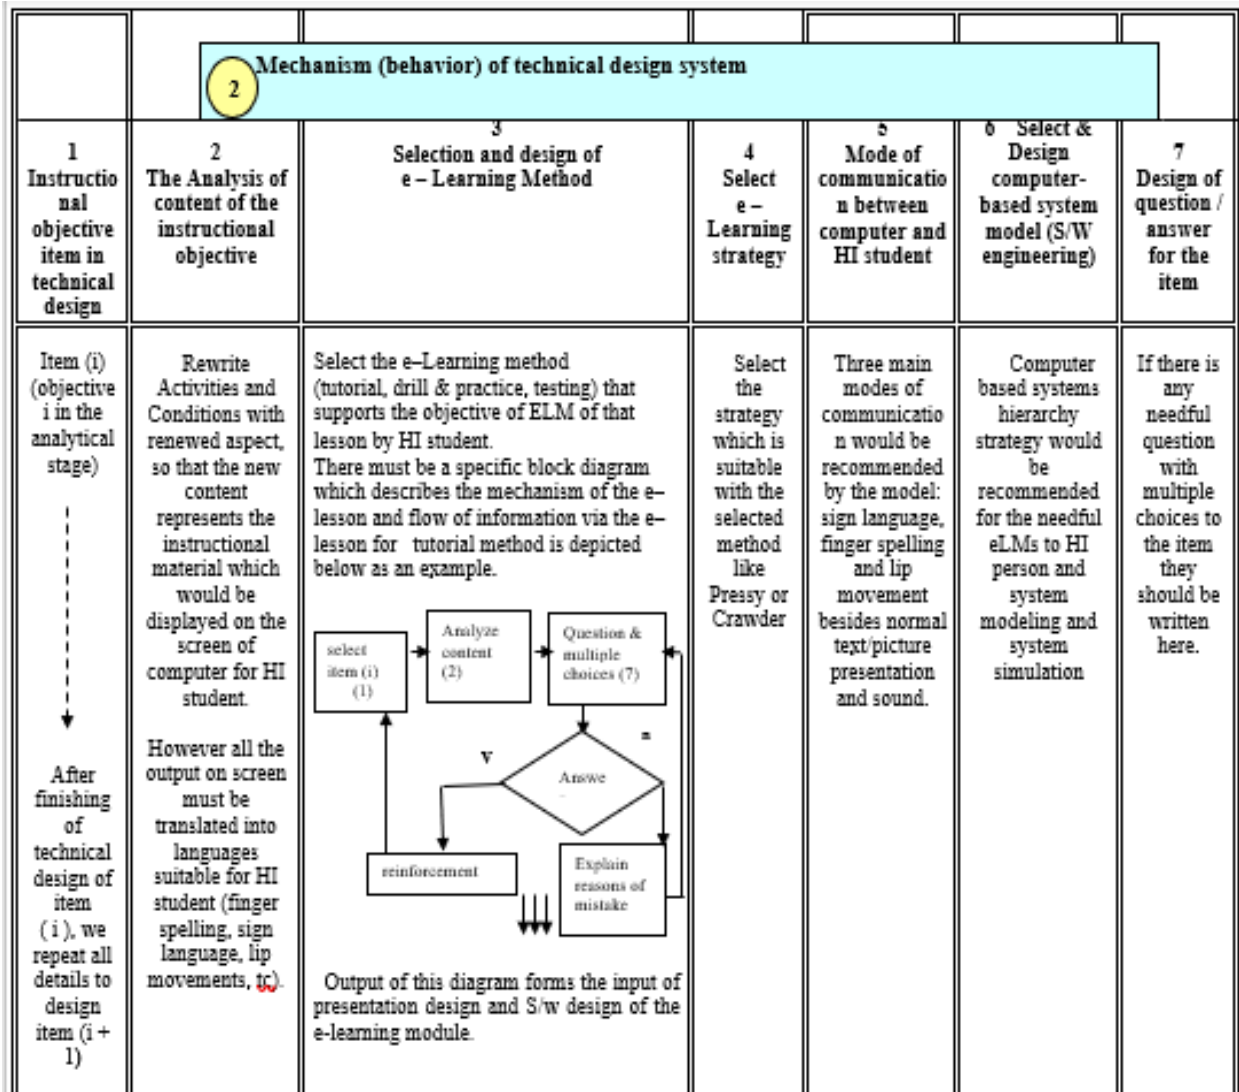 Mechanism (behavior) of technical design system
2
1
Instructio
nal
objective
item in
technical
design
2
The Analysis of
content of the
instructional
objective
3
Selection and design of
e – Learning Method
4
Select
e –
Learning
strategy
5
Mode of
communicatio
n between
computer and
HI student
6 Select &
Design
computer-
based system
model (S/W
engineering)
7
Design of
question /
answer
for the
item
Item (i)
(objective
i in the
analytical
stage)
After
finishing
of
technical
design of
item
( i ), we
repeat all
details to
design
item (i +
1)
Rewrite
Activities and
Conditions with
renewed aspect,
so that the new
content
represents the
instructional
material which
would be
displayed on the
screen of
computer for HI
student.
However all the
output on screen
must be
translated into
languages
suitable for HI
student (finger
spelling, sign
language, lip
movements, tc).
Select the e–Learning method
(tutorial, drill & practice, testing) that
supports the objective of ELM of that
lesson by HI student.
There must be a specific block diagram
which describes the mechanism of the e–
lesson and flow of information via the e–
lesson for tutorial method is depicted
below as an example.
select
item (i)
(1)
Analyze
content
(2)
Question &
multiple
choices (7)
Answe
V
n
reinforcement
Explain
reasons of
mistake
Output of this diagram forms the input of
presentation design and S/w design of the
e-learning module.
Select
the
strategy
which is
suitable
with the
selected
method
like
Pressy or
Crawder
Three main
modes of
communicatio
n would be
recommended
by the model:
sign language,
finger spelling
and lip
movement
besides normal
text/picture
presentation
and sound.
Computer
based systems
hierarchy
strategy would
be
recommended
for the needful
eLMs to HI
person and
system
modeling and
system
simulation
If there is
any
needful
question
with
multiple
choices to
the item
they
should be
written
here.